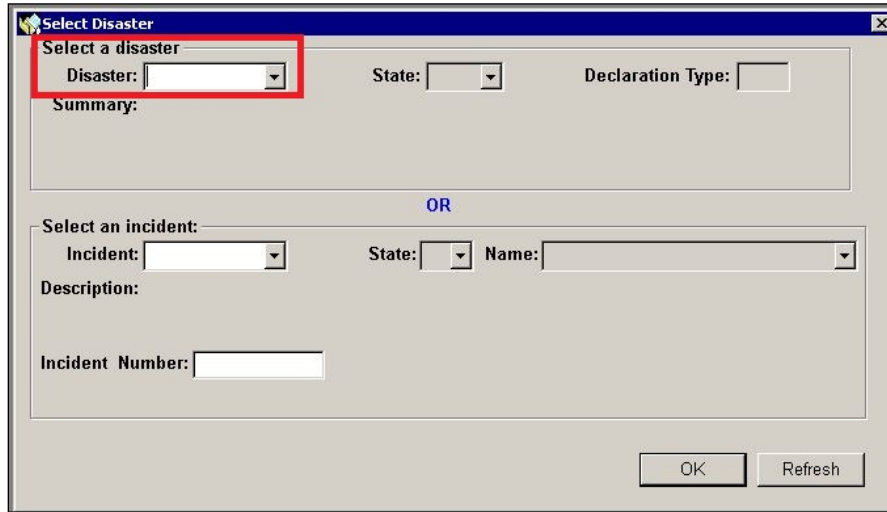 Select Disaster
Select a disaster
Disaster: State: Declaration Type:
Summary:
OR
Select an incident:
Incident: State: Name:
Description:
Incident Number:
OK Refresh